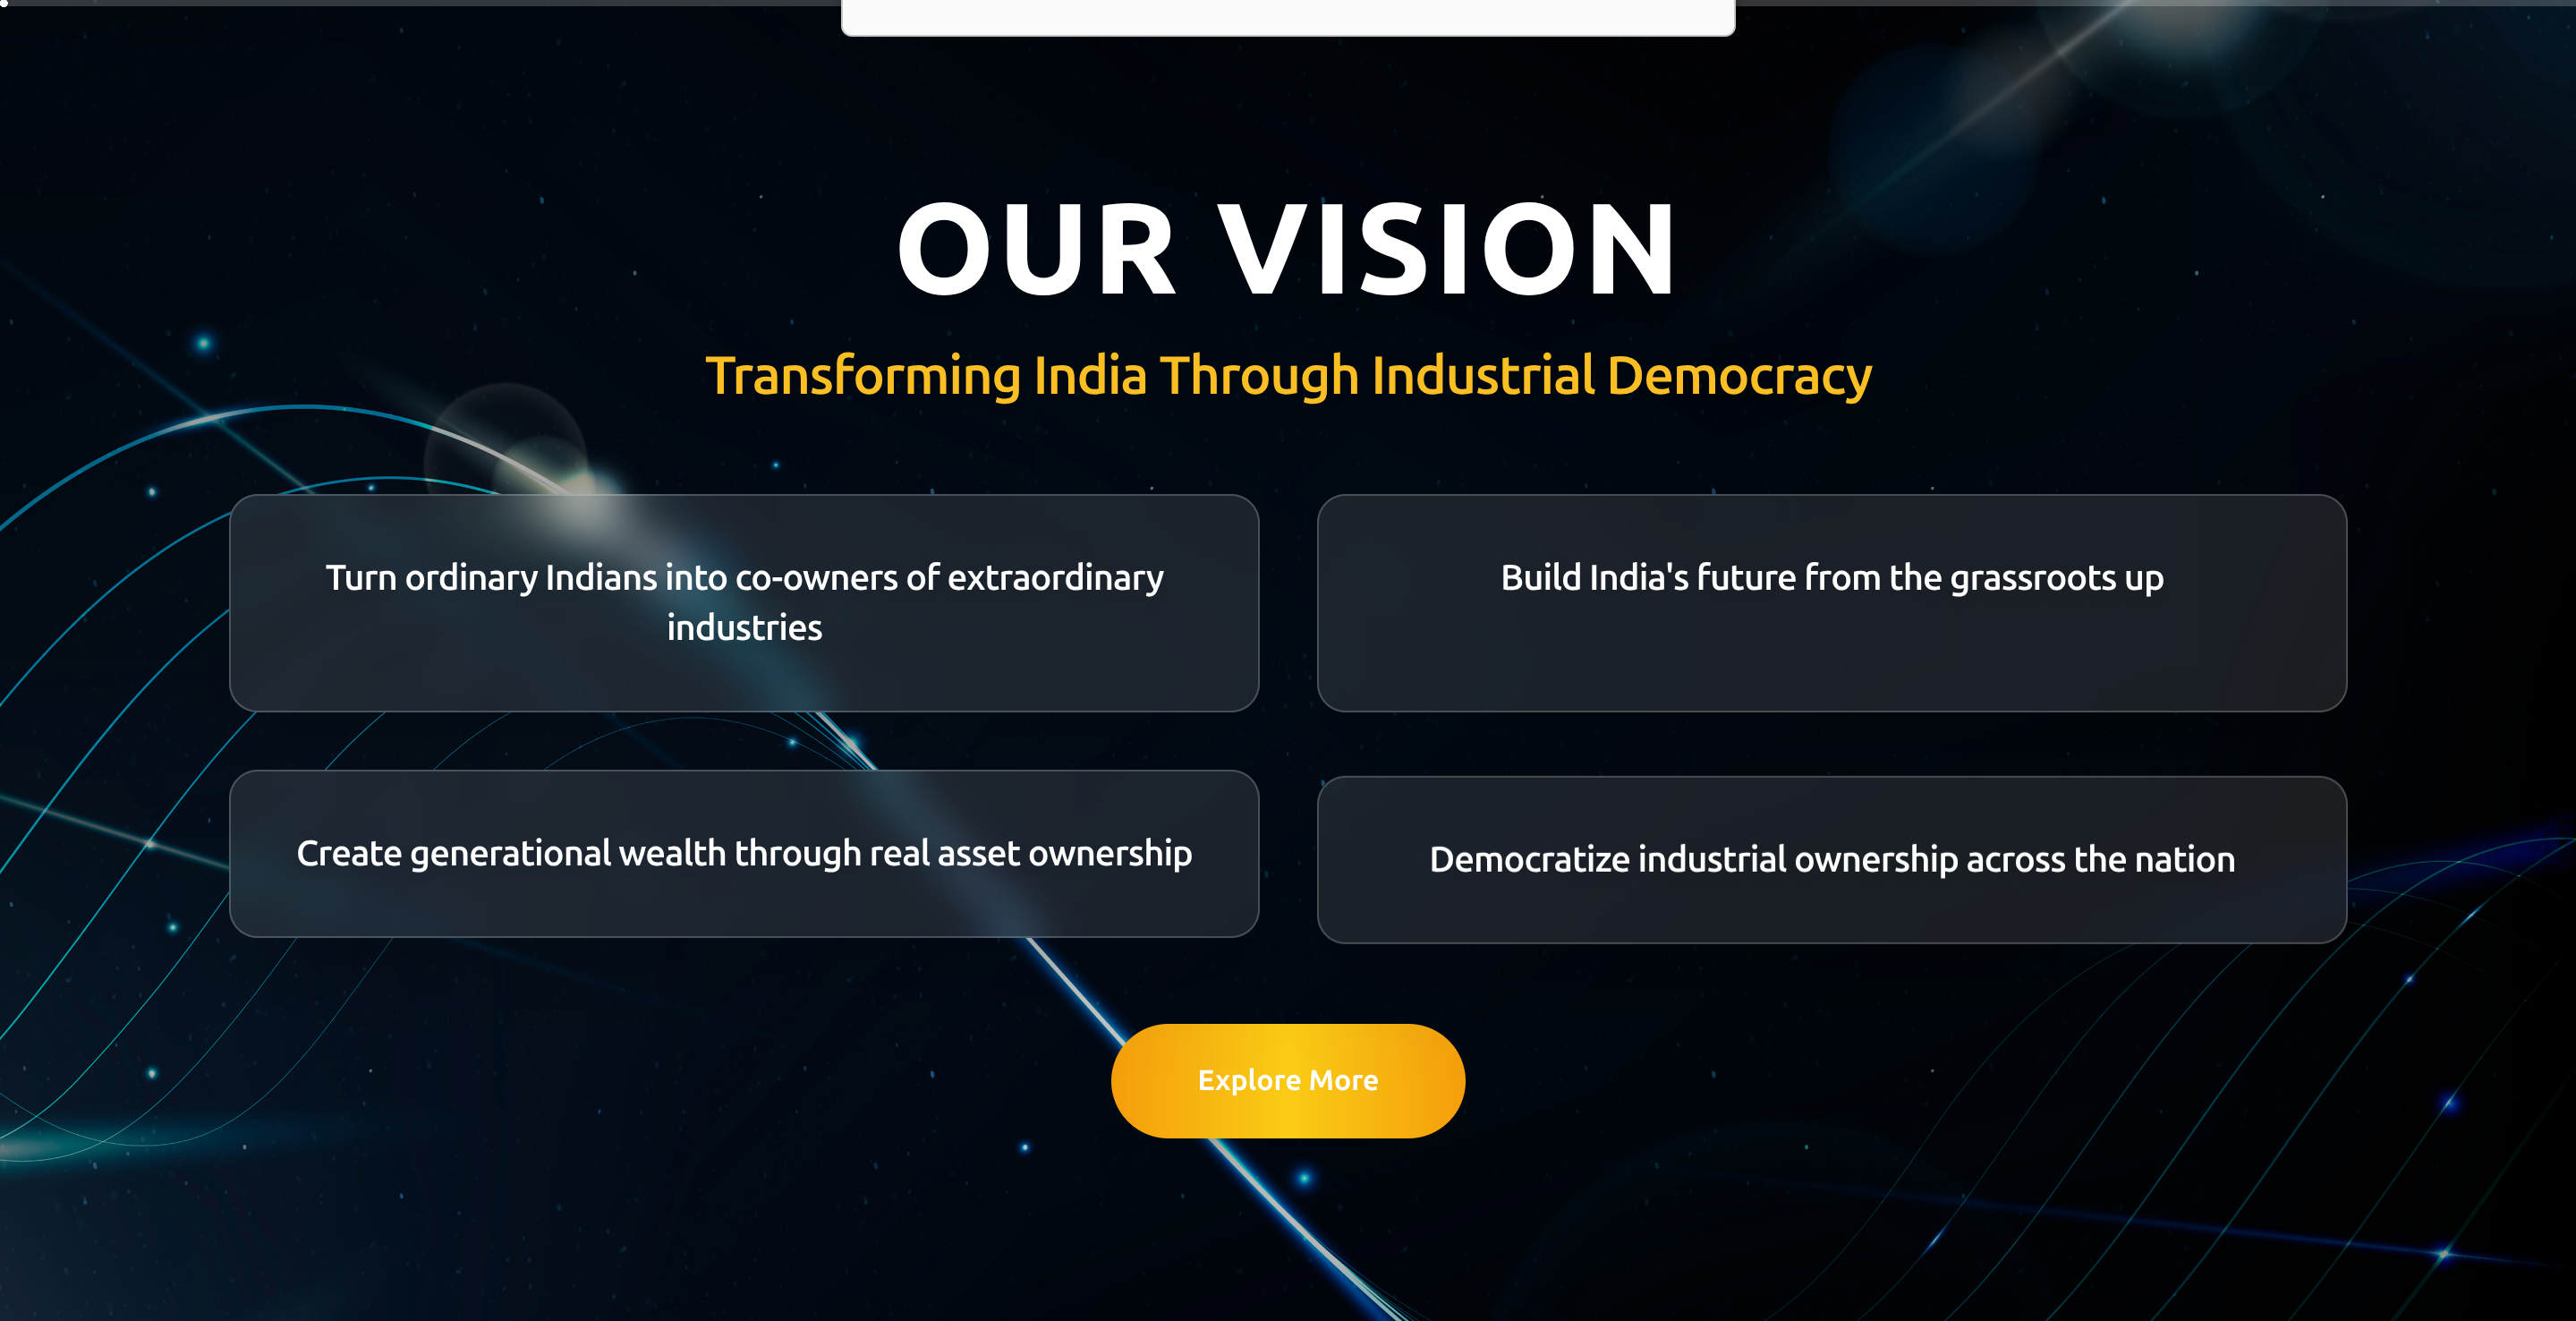 OUR VISION
Transforming India Through Industrial Democracy
Turn ordinary Indians into co-owners of extraordinary
industries
Build India's future from the grassroots up
Create generational wealth through real asset ownership
Democratize industrial ownership across the nation
Explore More